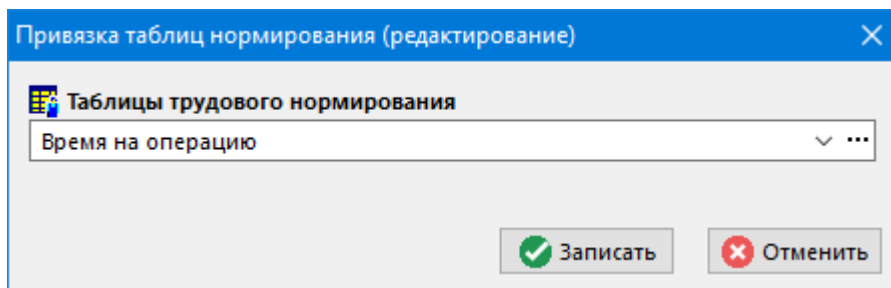 Привязка таблиц нормирования (редактирование)
Таблицы трудового нормирования
Время на операцию
Записать Отменить